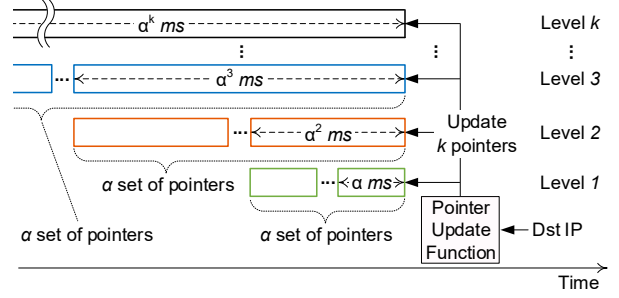 α^k ms
Level k
⋮
⋮
⋮
... α^3 ms
Level 3
... α^2 ms
Update
k pointers
Level 2
α set of pointers
... α ms
Level 1
α set of pointers
α set of pointers
Pointer
Update
Function
Dst IP
Time